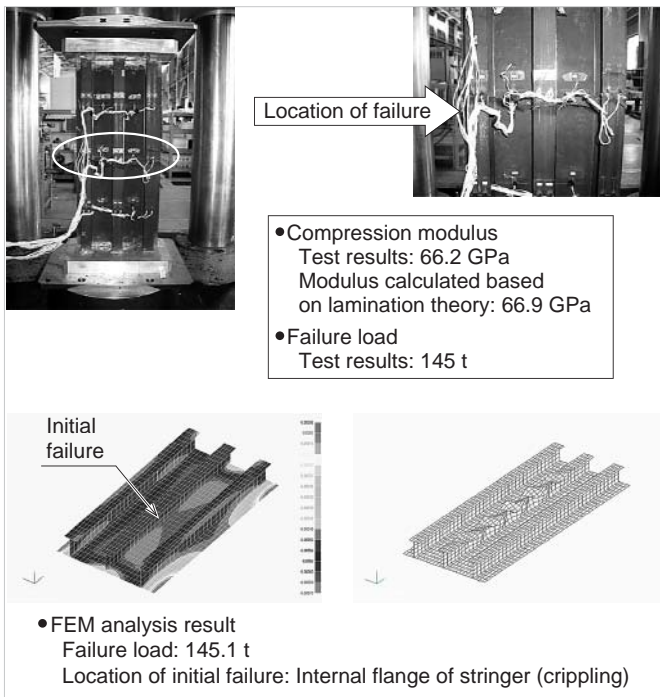 Location of failure
•Compression modulus
Test results: 66.2 GPa
Modulus calculated based
on lamination theory: 66.9 GPa
•Failure load
Test results: 145 t
Initial
failure
•FEM analysis result
Failure load: 145.1 t
Location of initial failure: Internal flange of stringer (crippling)